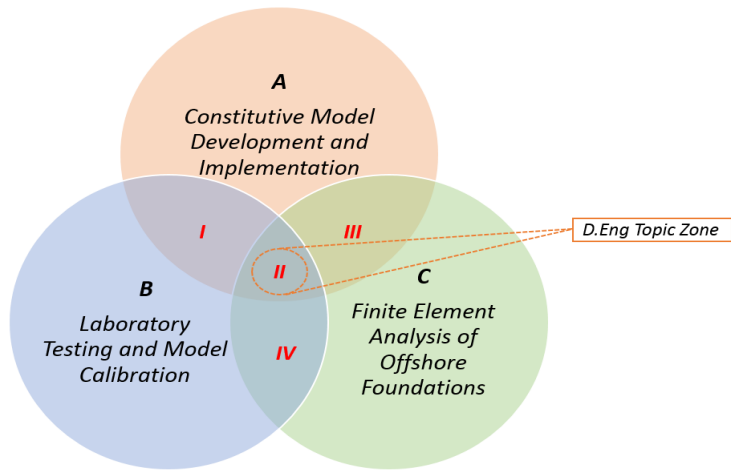 A
Constitutive Model
Development and
Implementation
I
III
D.Eng Topic Zone
II
B
Laboratory
Testing and Model
Calibration
C
Finite Element
Analysis of
Offshore
Foundations
IV